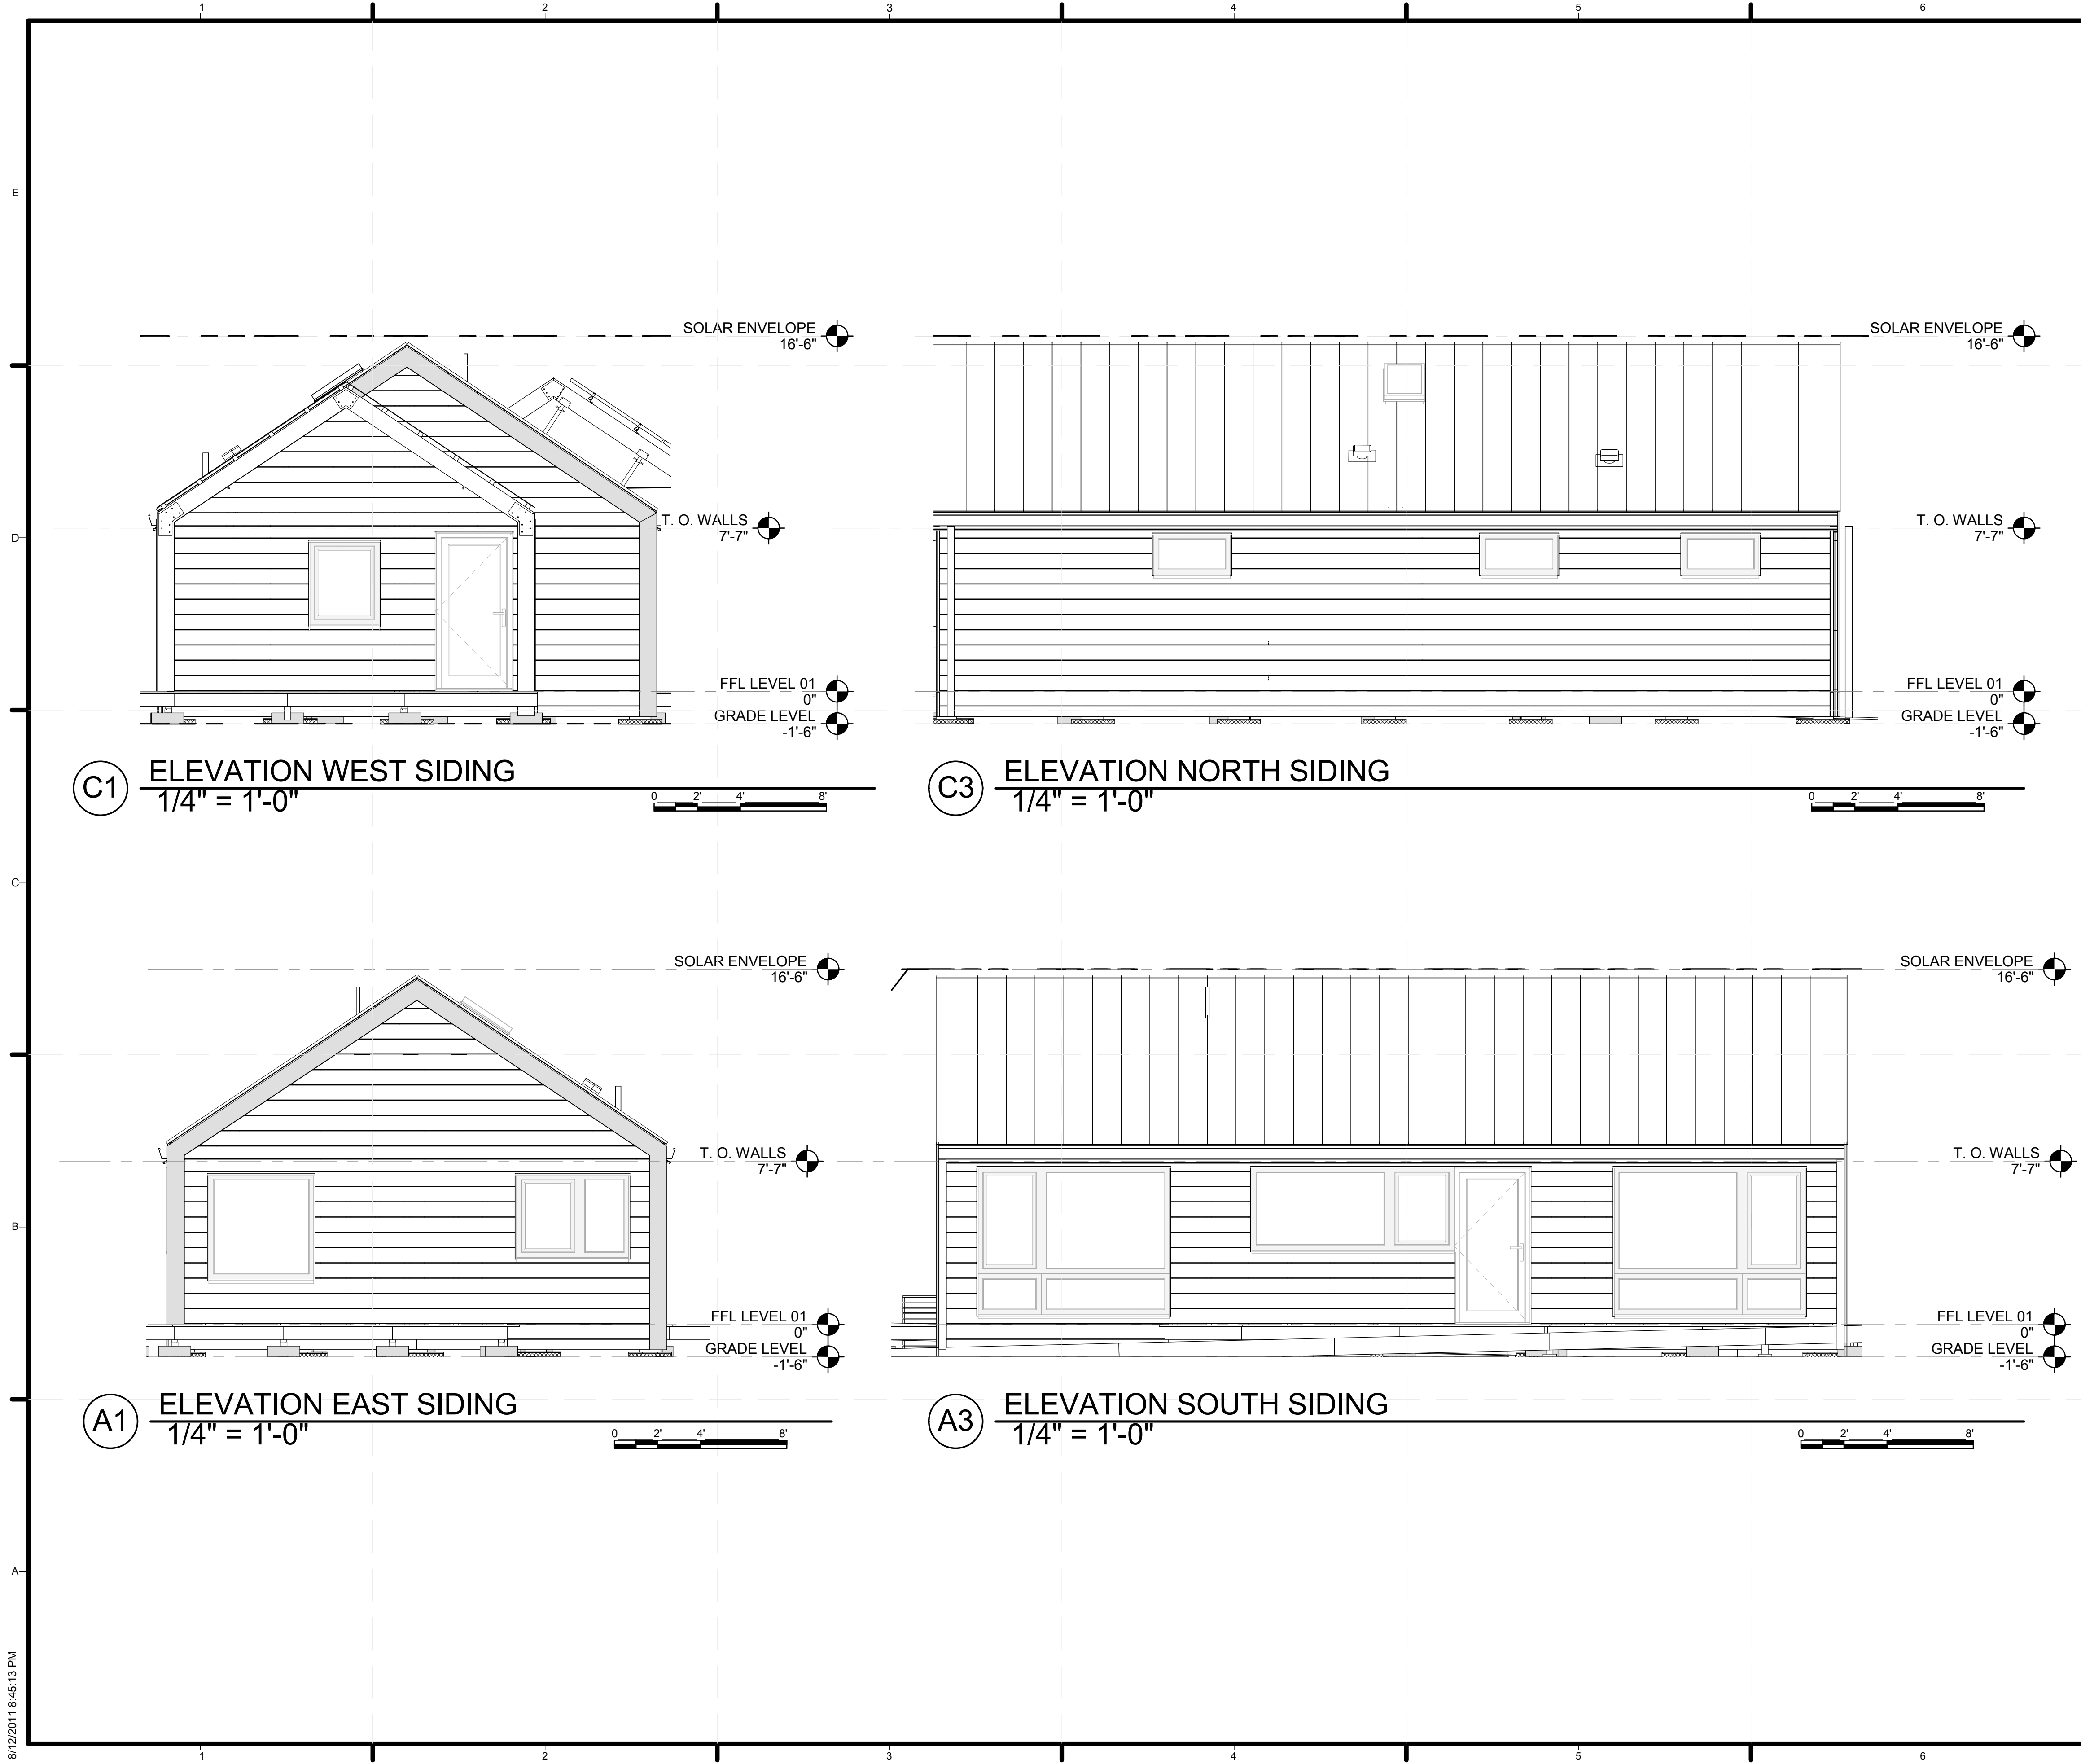 1 2 3 4 5 6
E
SOLAR ENVELOPE
16'-6"
SOLAR ENVELOPE
16'-6"
D
T. O. WALLS
7'-7"
T. O. WALLS
7'-7"
FFL LEVEL 01
0"
FFL LEVEL 01
0"
GRADE LEVEL
-1'-6"
GRADE LEVEL
-1'-6"
C1
ELEVATION WEST SIDING
1/4" = 1'-0"
0 2' 4' 8'
C3
ELEVATION NORTH SIDING
1/4" = 1'-0"
0 2' 4' 8'
C
SOLAR ENVELOPE
16'-6"
SOLAR ENVELOPE
16'-6"
T. O. WALLS
7'-7"
T. O. WALLS
7'-7"
B
FFL LEVEL 01
0"
FFL LEVEL 01
0"
GRADE LEVEL
-1'-6"
GRADE LEVEL
-1'-6"
A1
ELEVATION EAST SIDING
1/4" = 1'-0"
0 2' 4' 8'
A3
ELEVATION SOUTH SIDING
1/4" = 1'-0"
0 2' 4' 8'
A
8/12/2011 8:45:13 PM
1 2 3 4 5 6